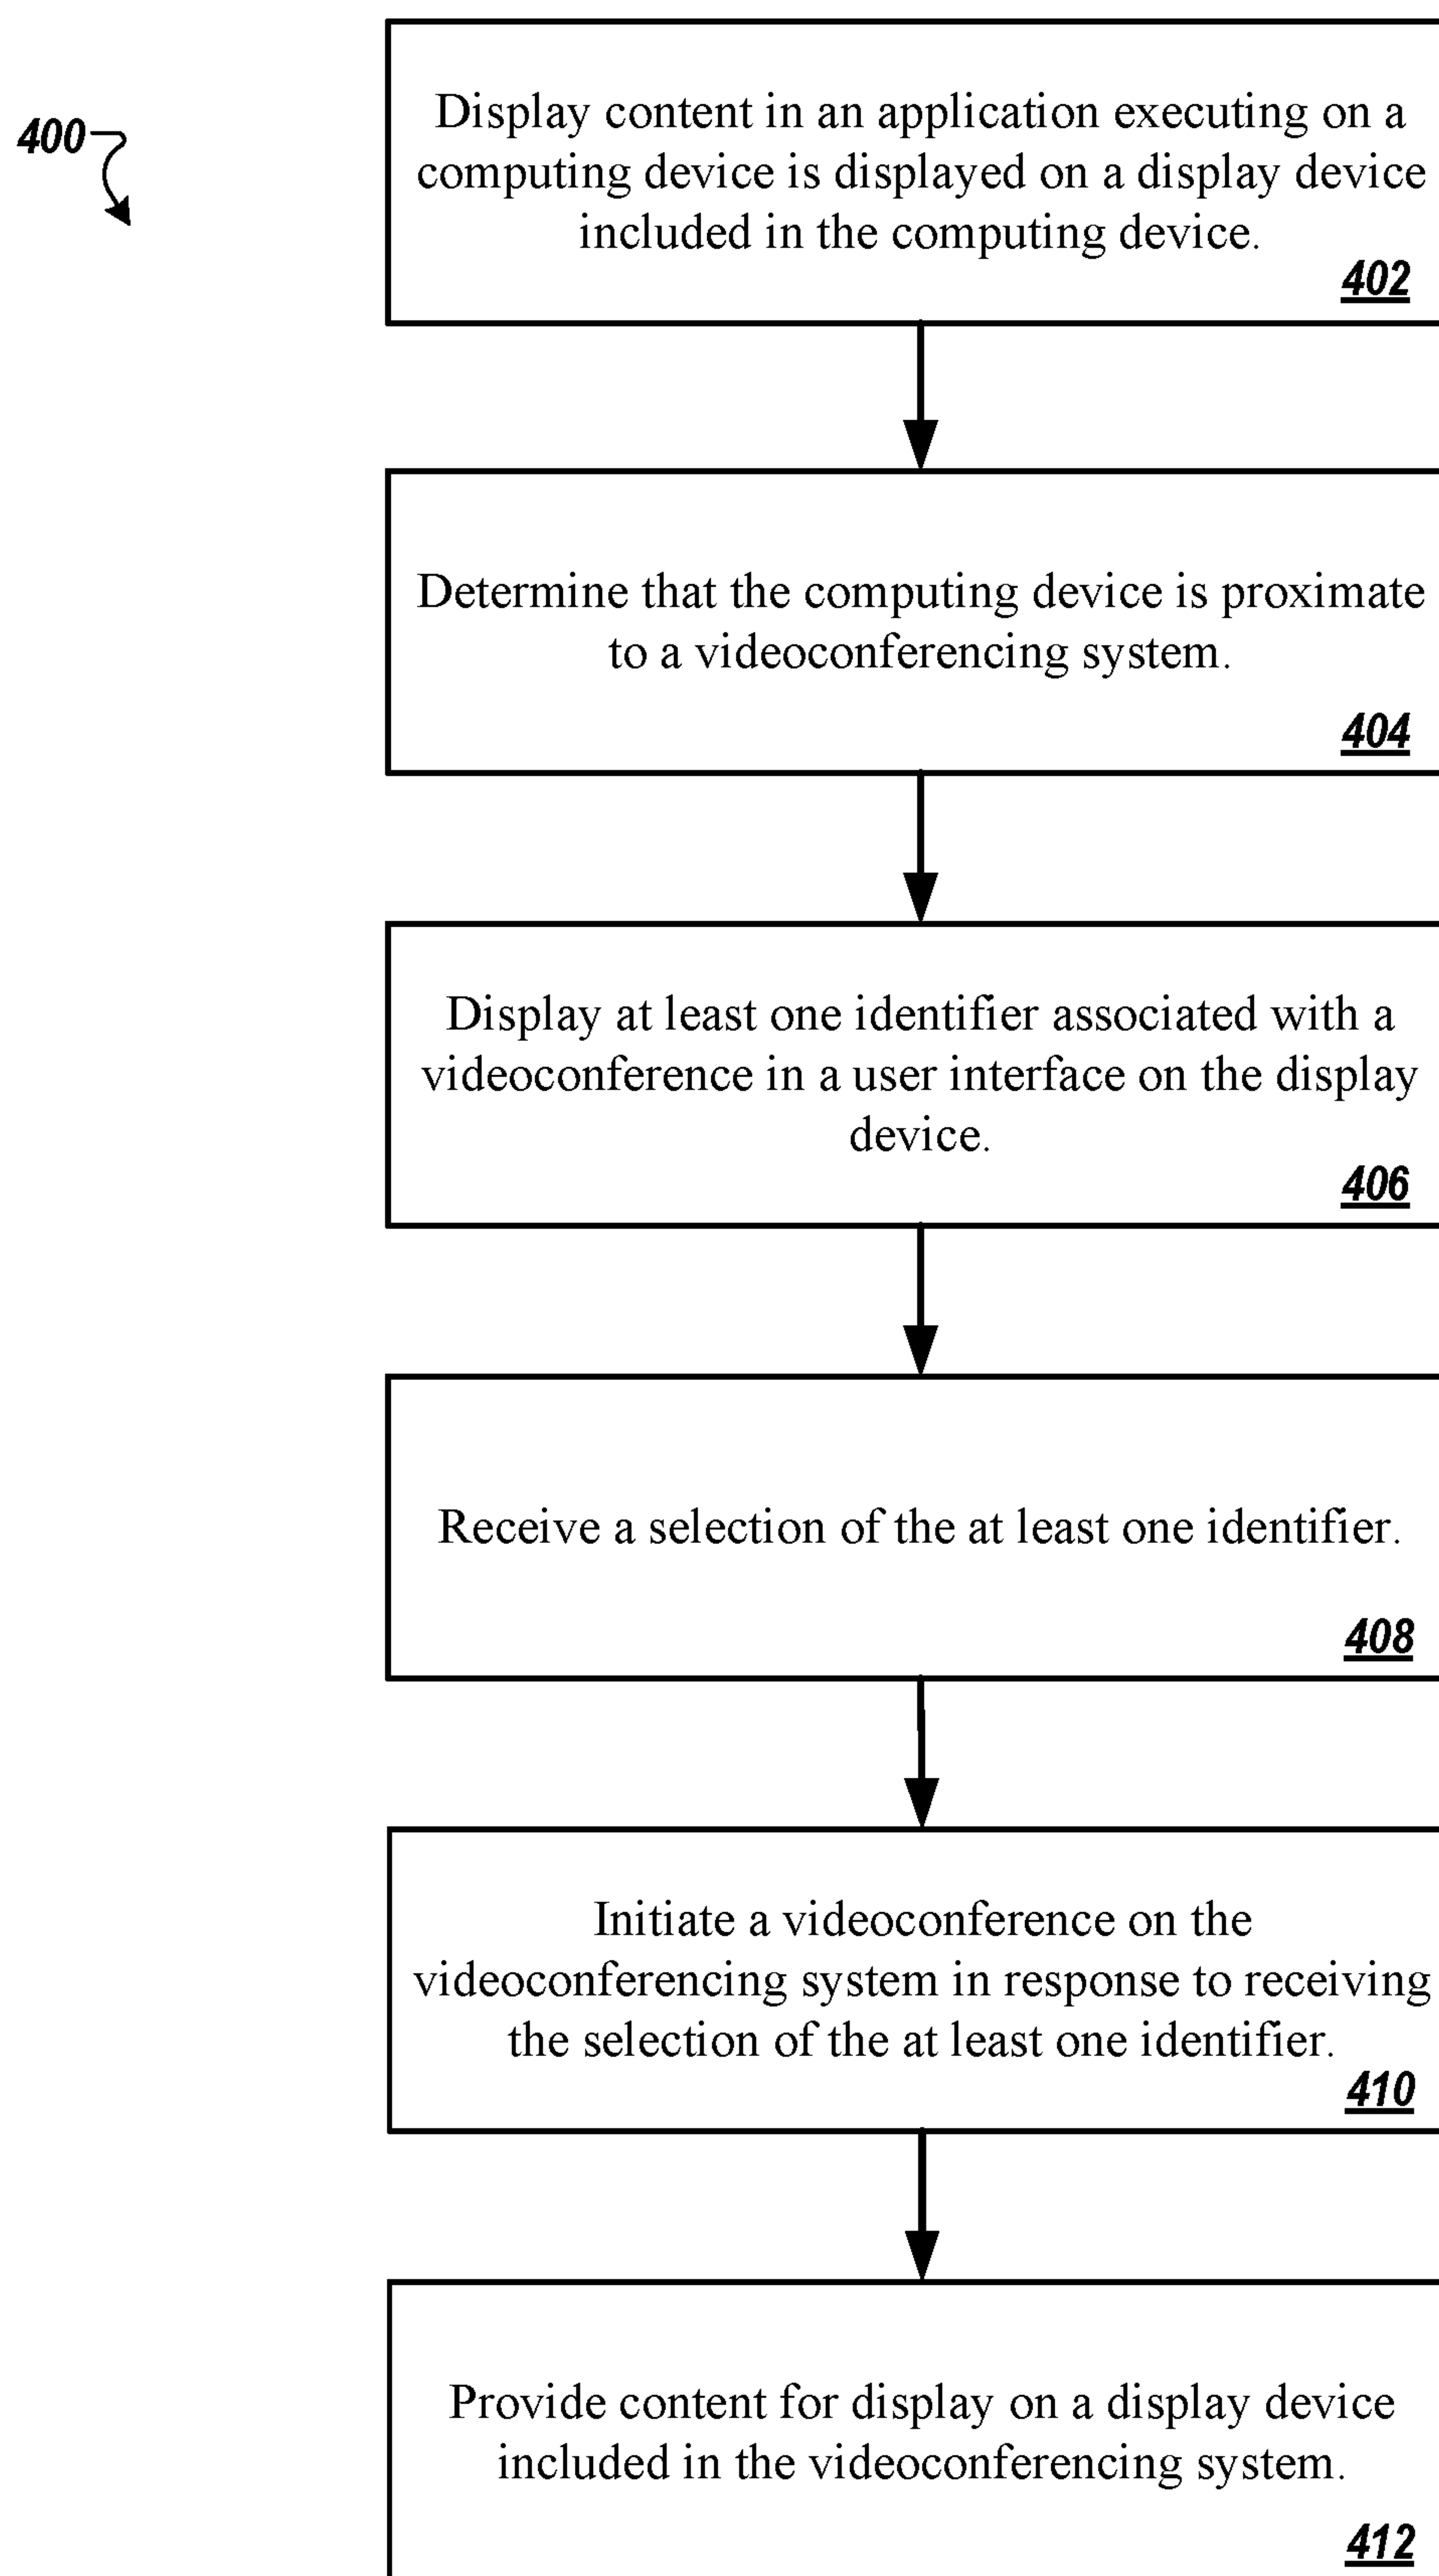 400
Display content in an application executing on a
computing device is displayed on a display device
included in the computing device.
402
Determine that the computing device is proximate
to a videoconferencing system.
404
Display at least one identifier associated with a
videoconference in a user interface on the display
device.
406
Receive a selection of the at least one identifier.
408
Initiate a videoconference on the
videoconferencing system in response to receiving
the selection of the at least one identifier.
410
Provide content for display on a display device
included in the videoconferencing system.
412